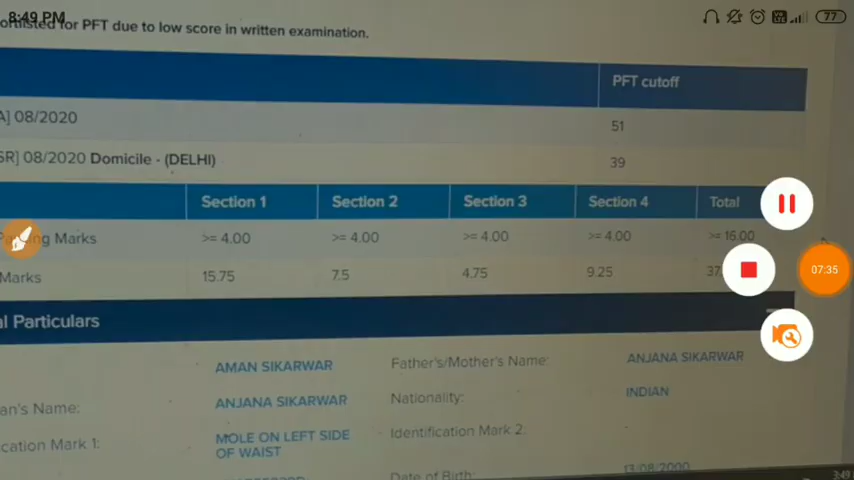 8:49 PM
77
for PFT due to low score in written examination.
PFT cutoff
A] 08/2020
51
SR] 08/2020 Domicile - (DELHI)
39
Section 1 Section 2 Section 3 Section 4 Total
Marks >= 4.00 >= 4.00 >= 4.00 >= 4.00 >= 16.00
Marks 15.75 7.5 4.75 9.25 37
07:35
al Particulars
AMAN SIKARWAR Father's/Mother's Name: ANJANA SIKARWAR
an's Name: ANJANA SIKARWAR Nationality: INDIAN
cation Mark 1: MOLE ON LEFT SIDE Identification Mark 2:
OF WAIST
Date of Birth: 13/08/2000
3:49